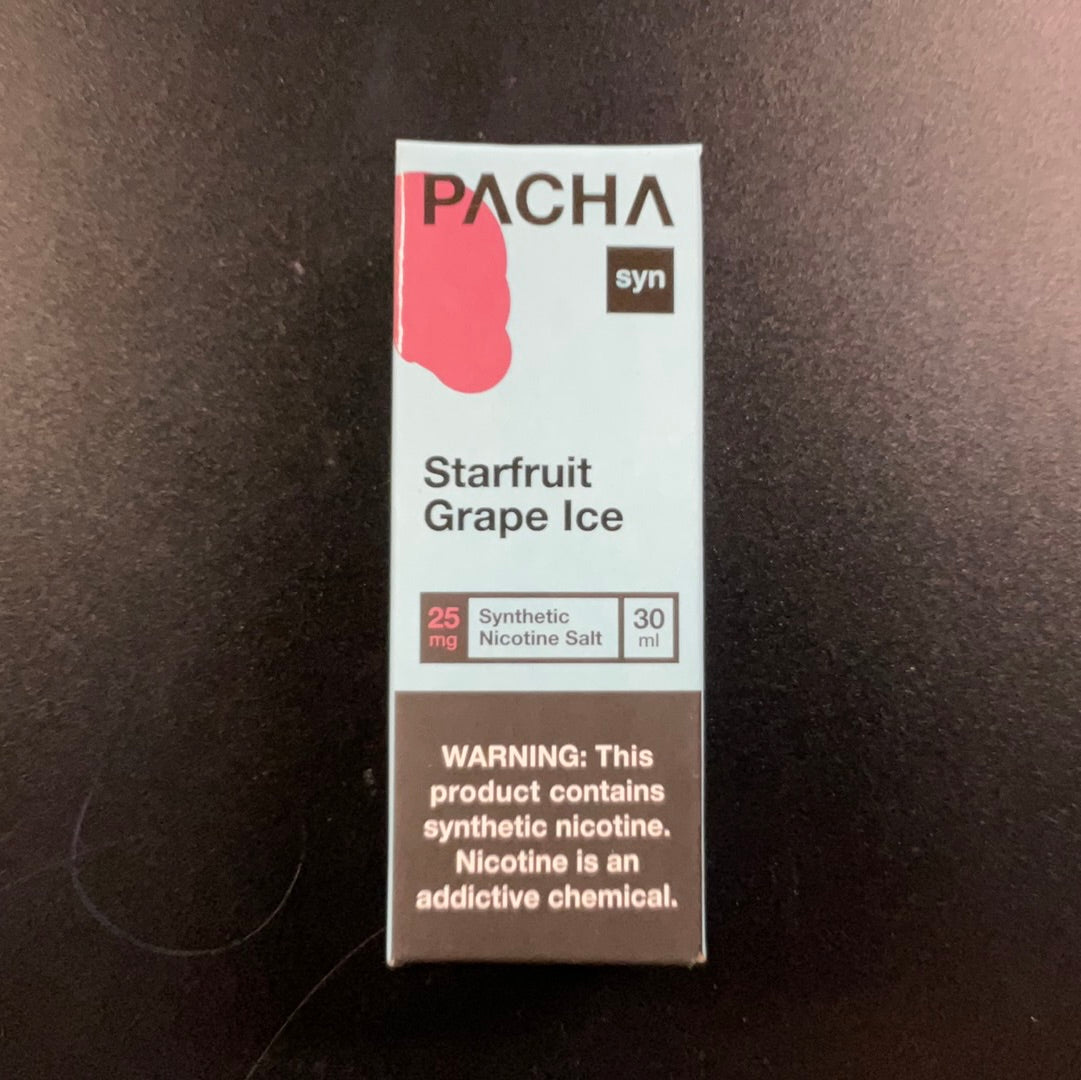 PACHA
syn
Starfruit
Grape Ice
25
mg
Synthetic
Nicotine Salt
30
ml
WARNING: This
product contains
synthetic nicotine.
Nicotine is an
addictive chemical.